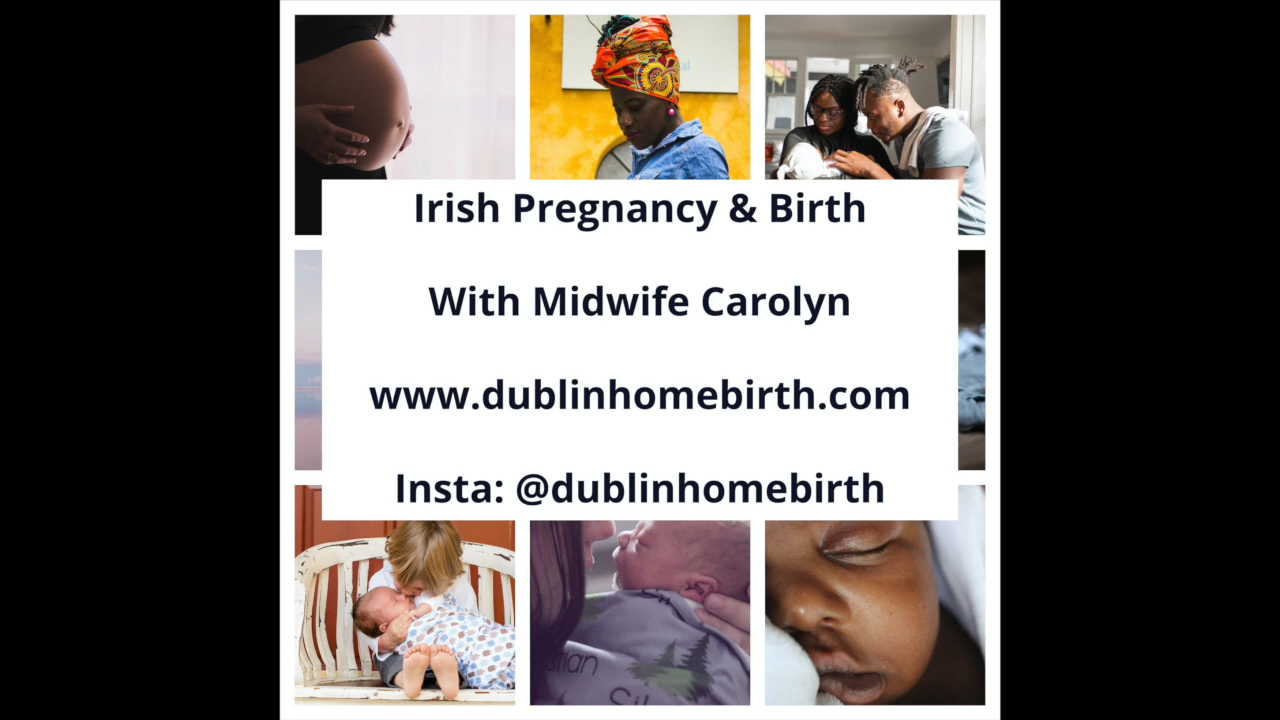 Irish Pregnancy & Birth
With Midwife Carolyn
www.dublinhomebirth.com
Insta: @dublinhomebirth